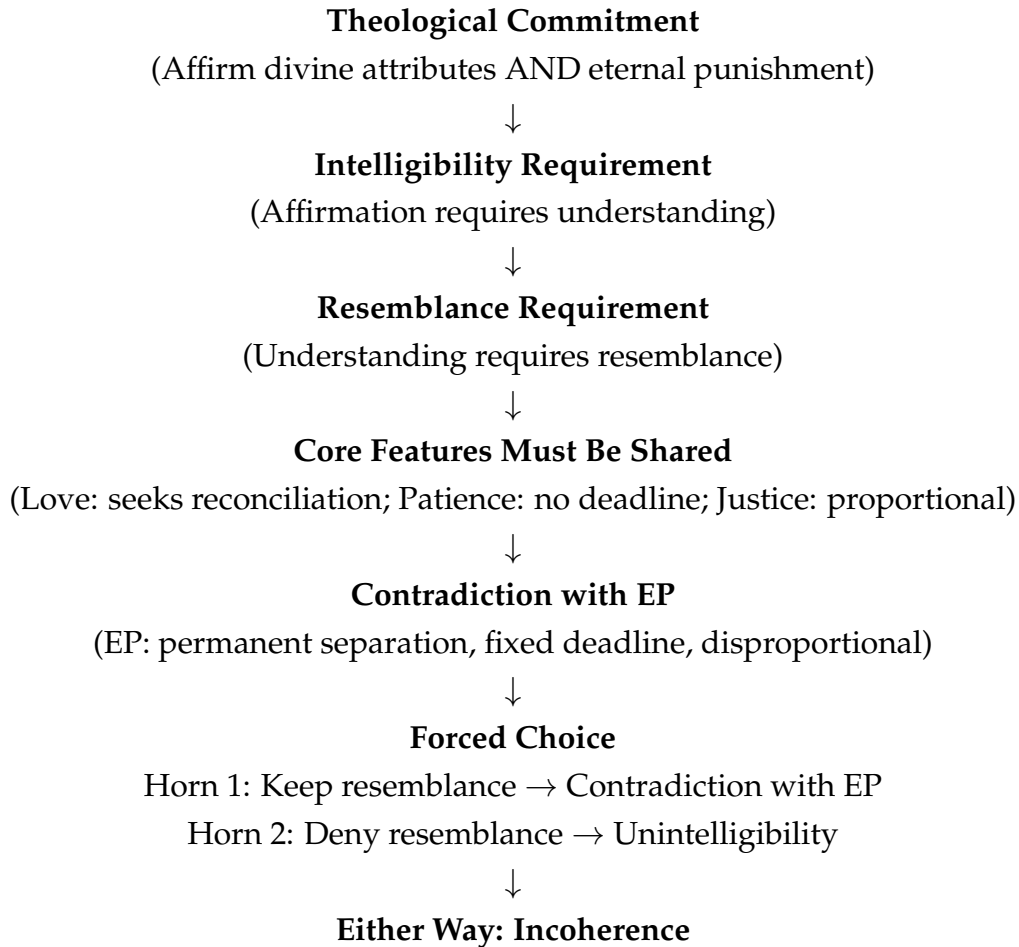 Theological Commitment
(Affirm divine attributes AND eternal punishment)
↓
Intelligibility Requirement
(Affirmation requires understanding)
↓
Resemblance Requirement
(Understanding requires resemblance)
↓
Core Features Must Be Shared
(Love: seeks reconciliation; Patience: no deadline; Justice: proportional)
↓
Contradiction with EP
(EP: permanent separation, fixed deadline, disproportional)
↓
Forced Choice
Horn 1: Keep resemblance → Contradiction with EP
Horn 2: Deny resemblance → Unintelligibility
↓
Either Way: Incoherence